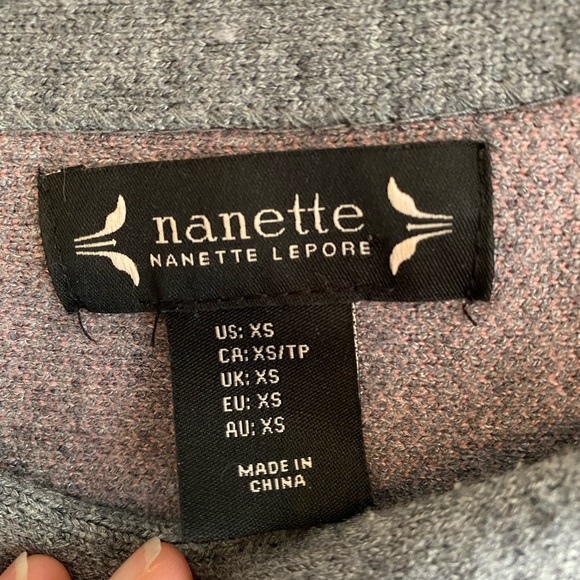 nanette
NANETTE LEPORE
US: XS
CA: XS/TP
UK: XS
EU: XS
AU: XS
MADE IN
CHINA